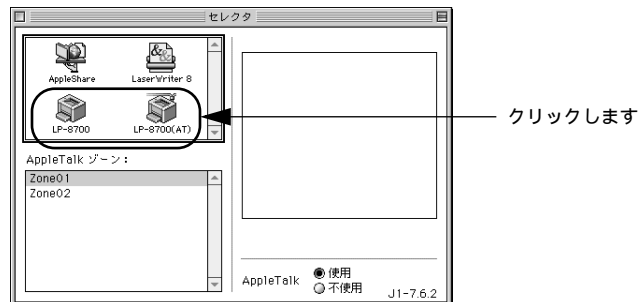 セレクタ
AppleShare
LaserWriter 8
LP-8700
LP-8700(AT)
クリックします
AppleTalk ゾーン：
Zone01
Zone02
AppleTalk
使用
不使用
J1-7.6.2